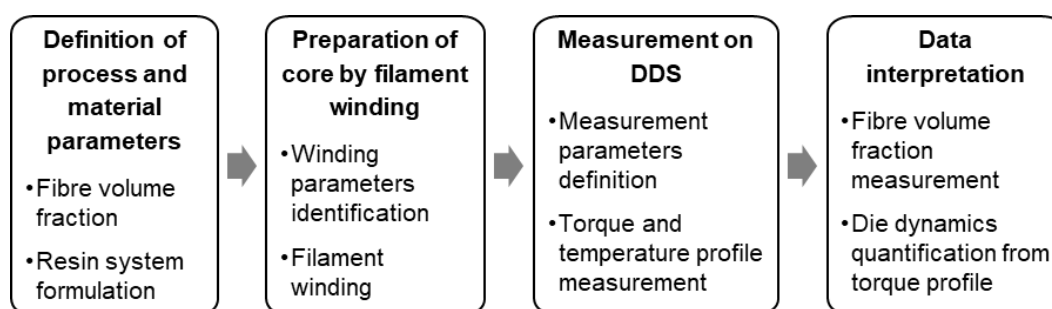 Definition of
process and
material
parameters
•Fibre volume
fraction
•Resin system
formulation
Preparation of
core by filament
winding
•Winding
parameters
identification
•Filament
winding
Measurement on
DDS
•Measurement
parameters
definition
•Torque and
temperature profile
measurement
Data
interpretation
•Fibre volume
fraction
measurement
•Die dynamics
quantification from
torque profile